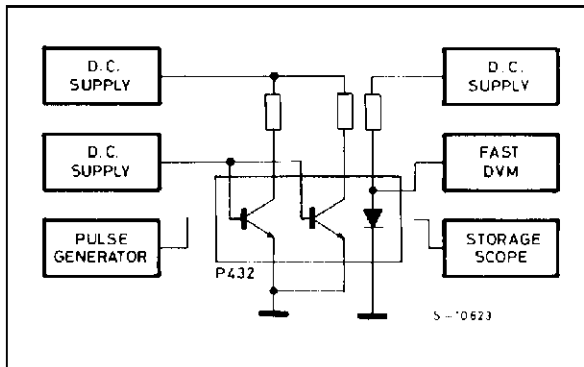 D.C.
SUPPLY
D.C.
SUPPLY
D.C.
SUPPLY
FAST
DVM
PULSE
GENERATOR
STORAGE
SCOPE
P432
S-10623